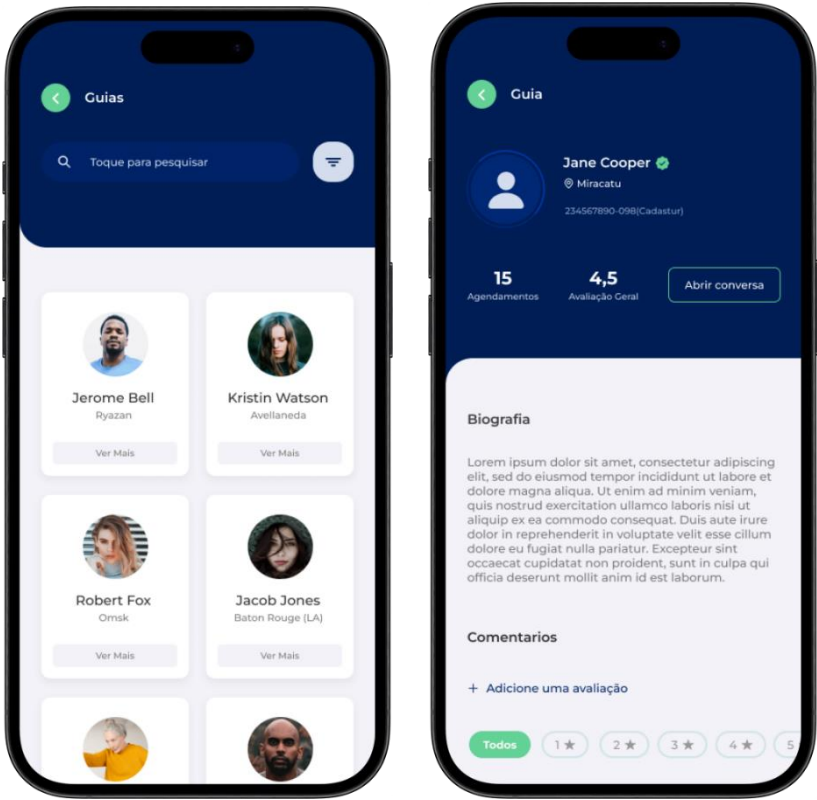 Guias
Toque para pesquisar
Jerome Bell
Ryazan
Ver Mais
Kristin Watson
Avellaneda
Ver Mais
Robert Fox
Omsk
Ver Mais
Jacob Jones
Baton Rouge (LA)
Ver Mais
Guia
Jane Cooper
Miracatu
234567890-098(Cadastur)
15
Agendamentos
4,5
Avaliação Geral
Abrir conversa
Biografia
Lorem ipsum dolor sit amet, consectetur adipiscing
elit, sed do eiusmod tempor incididunt ut labore et
dolore magna aliqua. Ut enim ad minim veniam,
quis nostrud exercitation ullamco laboris nisi ut
aliquip ex ea commodo consequat. Duis aute irure
dolor in reprehenderit in voluptate velit esse cillum
dolore eu fugiat nulla pariatur. Excepteur sint
occaecat cupidatat non proident, sunt in culpa qui
officia deserunt mollit anim id est laborum.
Comentarios
+ Adicione uma avaliação
Todos
1 ★
2 ★
3 ★
4 ★
5